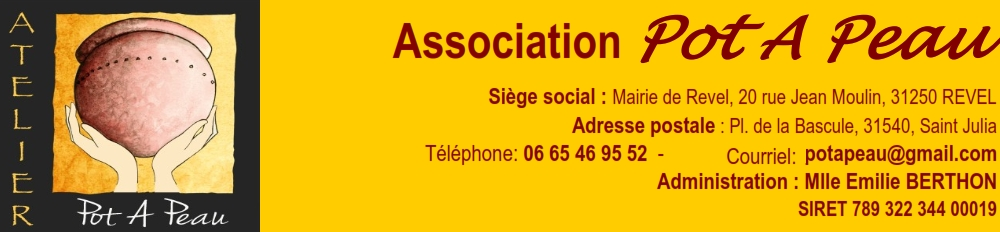 ATELIER
Pot A Peau
Association Pot A Peau
Siège social : Mairie de Revel, 20 rue Jean Moulin, 31250 REVEL
Adresse postale : Pl. de la Bascule, 31540, Saint Julia
Téléphone: 06 65 46 95 52 - Courriel: potapeau@gmail.com
Administration : Mlle Emilie BERTHON
SIRET 789 322 344 00019